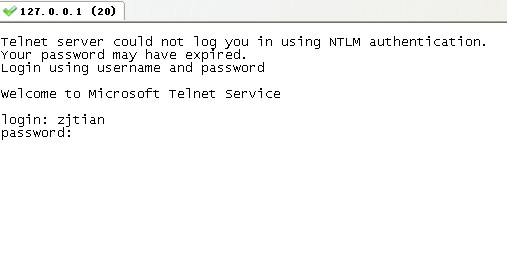 127.0.0.1 (20)
Telnet server could not log you in using NTLM authentication.
Your password may have expired.
Login using username and password
Welcome to Microsoft Telnet Service
login: zjtian
password: